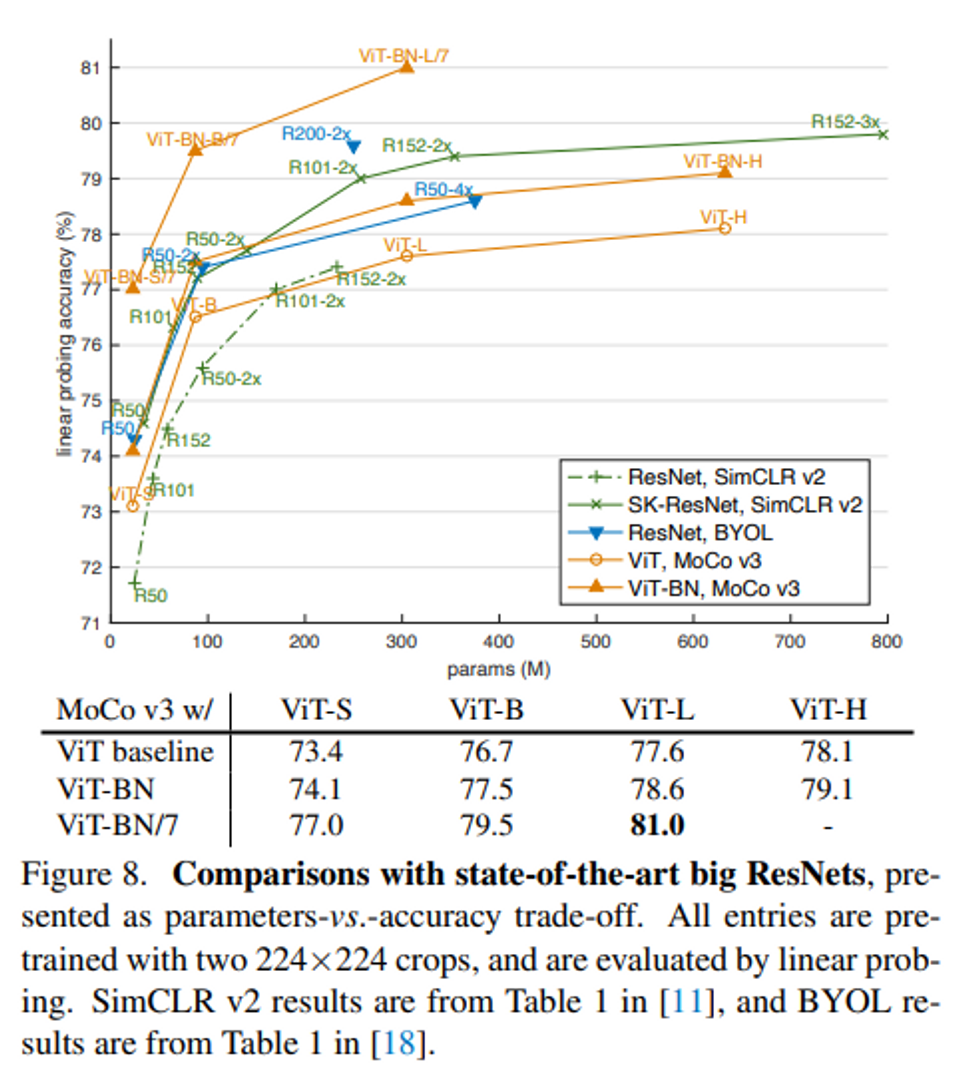 ViT-BN-L/7
81
R152-3x
80
R200-2x
ViT-BN-B/7
R152-2x
R101-2x
ViT-BN-H
79
R50-4x
ViT-H
78
R50-2x
ViT-L
R50-2x
R152
ViT-BN-S/7
R152-2x
77
ViT-B
R101-2x
R101
76
R50-2x
75
R50
R50
R152
74
ViT-S
R101
73
72
R50
71
linear probing accuracy (%)
ResNet, SimCLR v2
SK-ResNet, SimCLR v2
ResNet, BYOL
ViT, MoCo v3
ViT-BN, MoCo v3
0 100 200 300 400 500 600 700 800
params (M)
MoCo v3 w/ ViT-S ViT-B ViT-L ViT-H
ViT baseline 73.4 76.7 77.6 78.1
ViT-BN 74.1 77.5 78.6 79.1
ViT-BN/7 77.0 79.5 81.0 -
Figure 8. Comparisons with state-of-the-art big ResNets, pre-
sented as parameters-vs.-accuracy trade-off. All entries are pre-
trained with two 224×224 crops, and are evaluated by linear prob-
ing. SimCLR v2 results are from Table 1 in [11], and BYOL re-
sults are from Table 1 in [18].